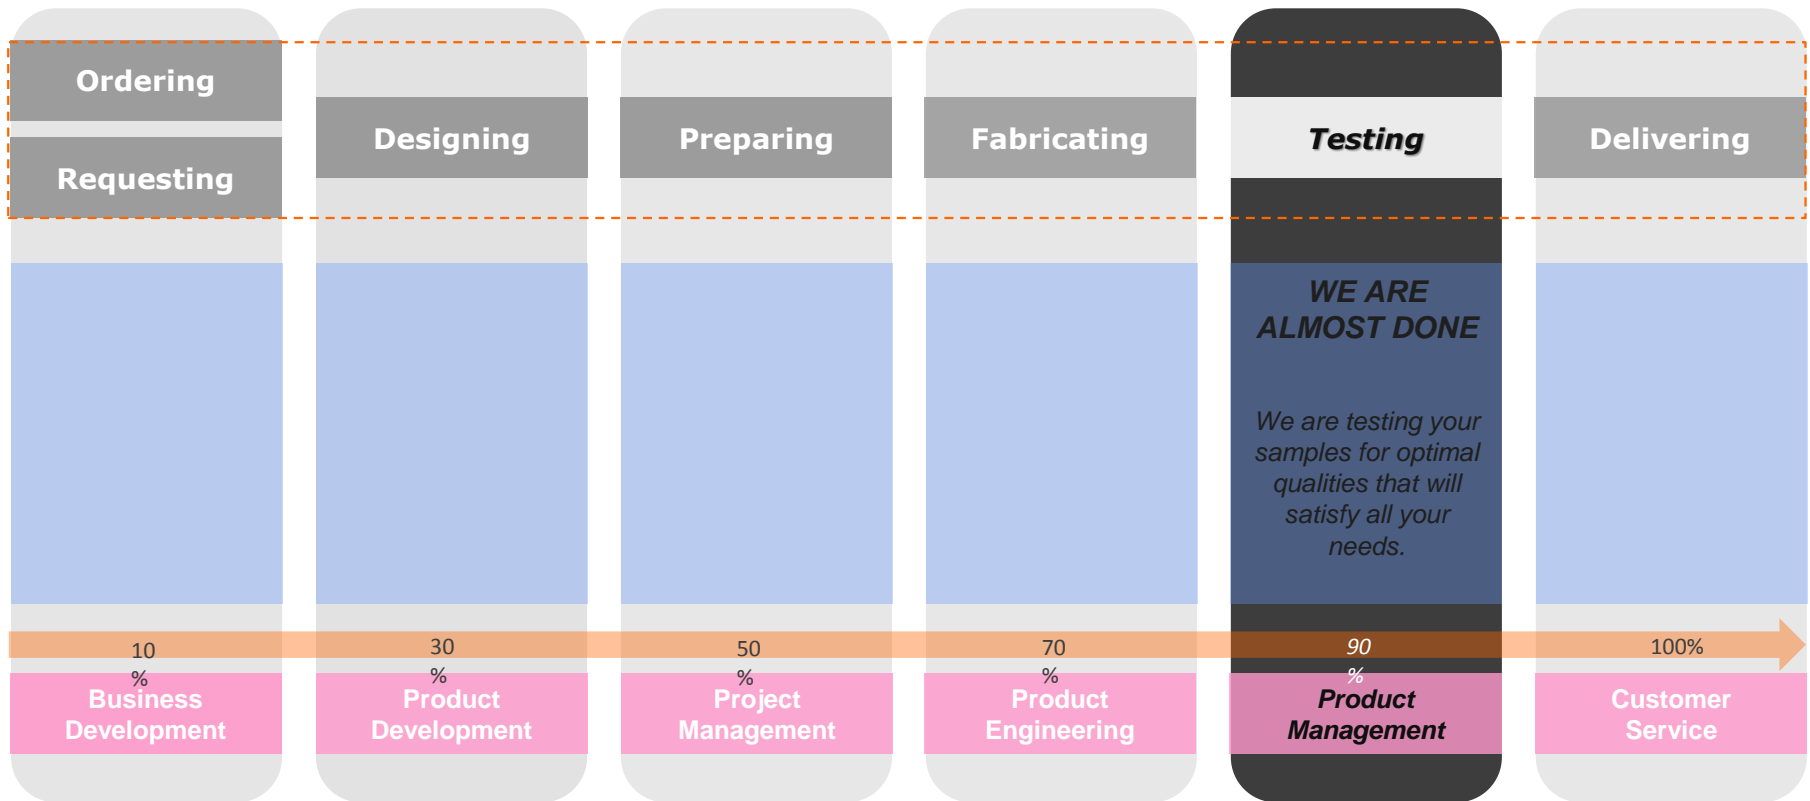 Ordering
Requesting
Designing
Preparing
Fabricating
Testing
Delivering
WE ARE
ALMOST DONE
We are testing your
samples for optimal
qualities that will
satisfy all your
needs.
10
%
30
%
50
%
70
%
90
%
100%
Business
Development
Product
Development
Project
Management
Product
Engineering
Product
Management
Customer
Service